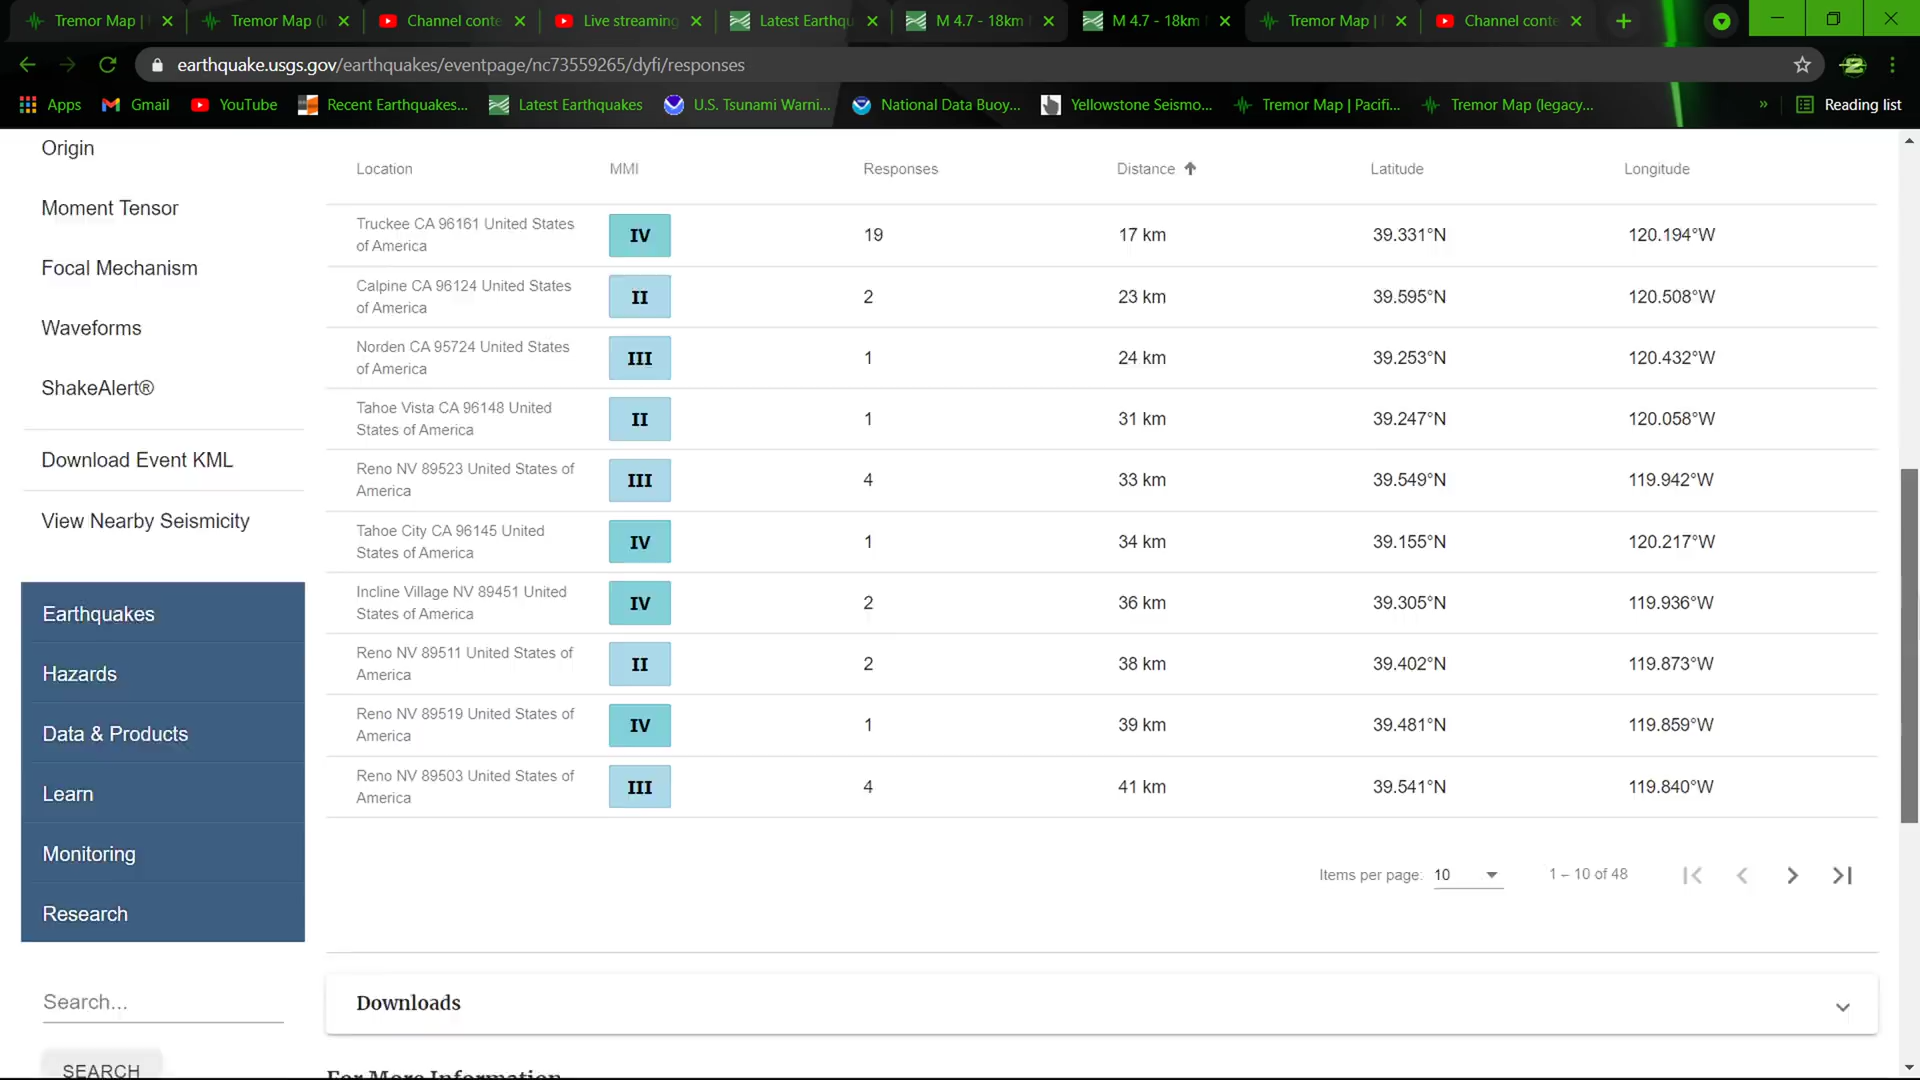 Tremor Map |
Tremor Map (l
Channel conte
Live streaming
Latest Earthqu
M 4.7 - 18km
M 4.7 - 18km
Tremor Map |
Channel conte
earthquake.usgs.gov/earthquakes/eventpage/nc73559265/dyfi/responses
Apps
Gmail
YouTube
Recent Earthquakes...
Latest Earthquakes
U.S. Tsunami Warni...
National Data Buoy...
Yellowstone Seismo...
Tremor Map | Pacifi...
Tremor Map (legacy...
»
Reading list
Origin
Moment Tensor
Focal Mechanism
Waveforms
ShakeAlert®
Download Event KML
View Nearby Seismicity
Earthquakes
Hazards
Data & Products
Learn
Monitoring
Research
Search...
SEARCH
Location MMI Responses Distance Latitude Longitude
Truckee CA 96161 United States
of America
IV 19 17 km 39.331°N 120.194°W
Calpine CA 96124 United States
of America
II 2 23 km 39.595°N 120.508°W
Norden CA 95724 United States
of America
III 1 24 km 39.253°N 120.432°W
Tahoe Vista CA 96148 United
States of America
II 1 31 km 39.247°N 120.058°W
Reno NV 89523 United States of
America
III 4 33 km 39.549°N 119.942°W
Tahoe City CA 96145 United
States of America
IV 1 34 km 39.155°N 120.217°W
Incline Village NV 89451 United
States of America
IV 2 36 km 39.305°N 119.936°W
Reno NV 89511 United States of
America
II 2 38 km 39.402°N 119.873°W
Reno NV 89519 United States of
America
IV 1 39 km 39.481°N 119.859°W
Reno NV 89503 United States of
America
III 4 41 km 39.541°N 119.840°W
Items per page: 10 1 – 10 of 48
Downloads
For More Information